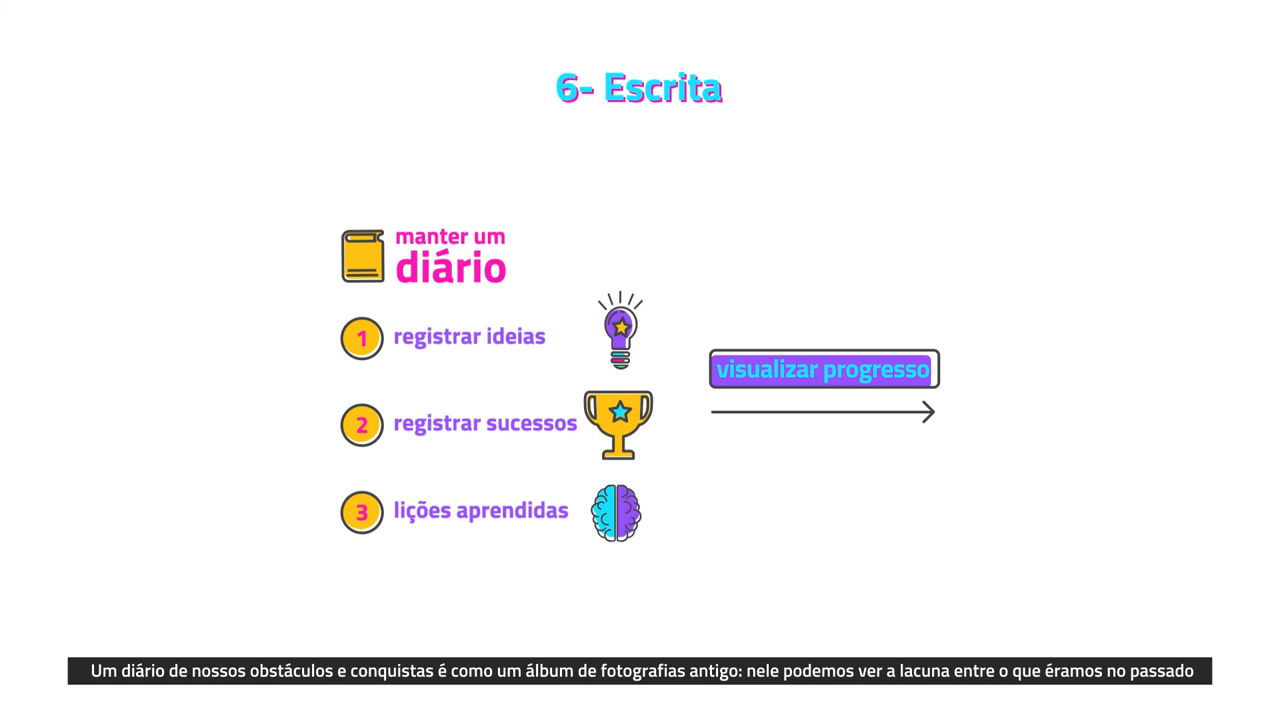 6- Escrita
manter um
diário
1 registrar ideias
2 registrar sucessos
3 lições aprendidas
visualizar progresso
Um diário de nossos obstáculos e conquistas é como um álbum de fotografias antigo: nele podemos ver a lacuna entre o que éramos no passado